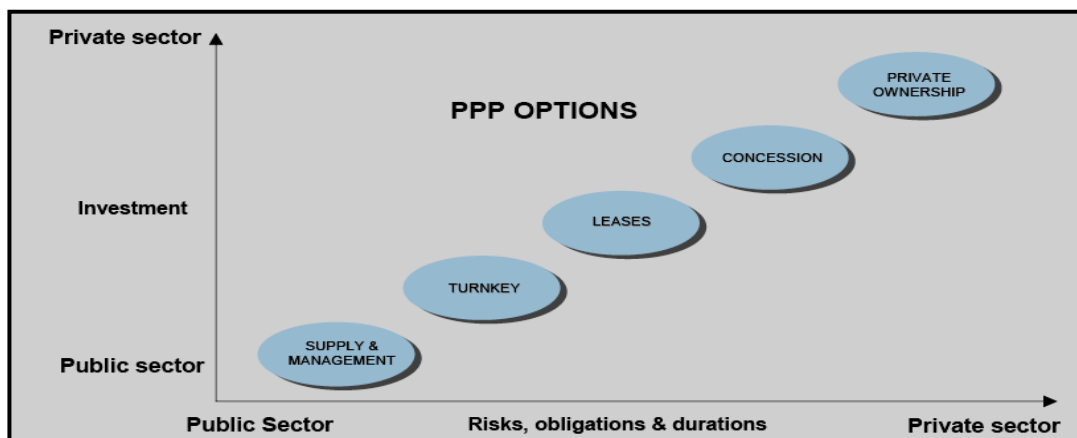 Private sector
PRIVATE
OWNERSHIP
PPP OPTIONS
CONCESSION
Investment
LEASES
TURNKEY
SUPPLY &
MANAGEMENT
Public sector
Public Sector
Risks, obligations & durations
Private sector